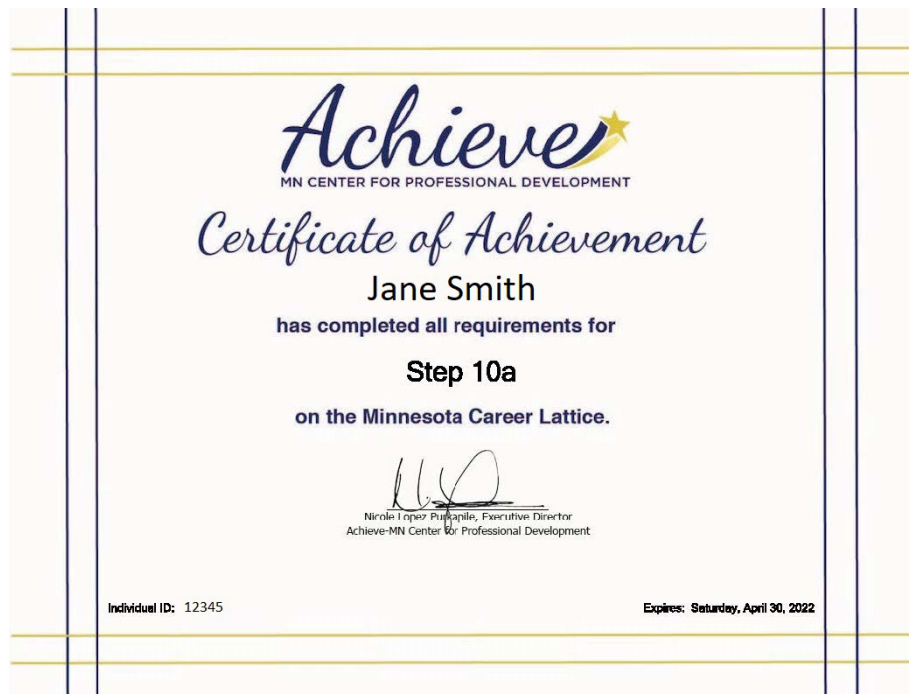 Achieve
MN CENTER FOR PROFESSIONAL DEVELOPMENT
Certificate of Achievement
Jane Smith
has completed all requirements for
Step 10a
on the Minnesota Career Lattice.
Nicole Lopez Purkapile, Executive Director
Achieve-MN Center for Professional Development
Individual ID: 12345
Expires: Saturday, April 30, 2022